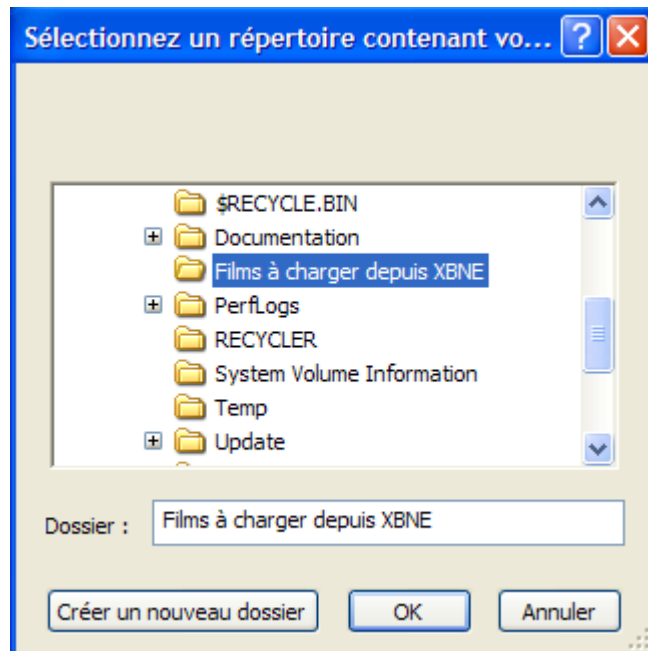 Sélectionnez un répertoire contenant vo...
$RECYCLE.BIN
Documentation
Films à charger depuis XBNE
PerfLogs
RECYCLER
System Volume Information
Temp
Update
Dossier : Films à charger depuis XBNE
Créer un nouveau dossier OK Annuler